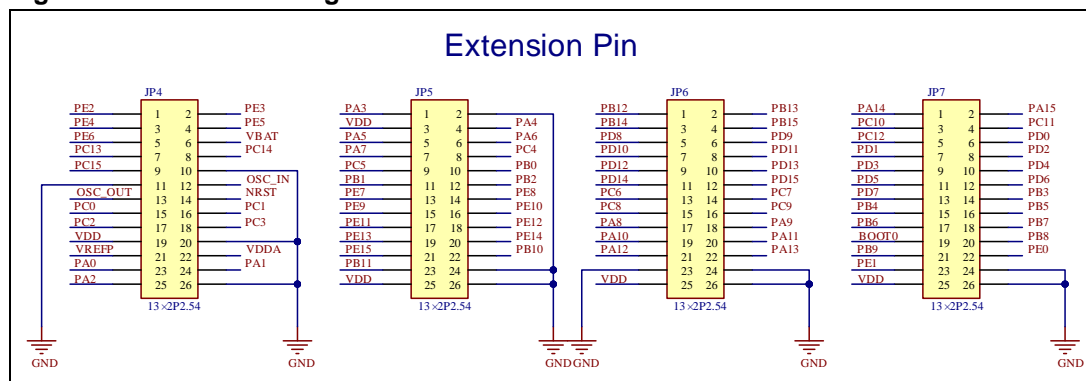 Extension Pin
JP4
PE2 1 2 PE3
PE4 3 4 PE5
PE6 5 6 VBAT
PC13 7 8 PC14
PC15 9 10
11 12 OSC_IN
OSC_OUT 13 14 NRST
PC0 15 16 PC1
PC2 17 18 PC3
VDD 19 20
VREFP 21 22 VDDA
PA0 23 24 PA1
PA2 25 26
13×2P2.54
GND GND
JP5
PA3 1 2
VDD 3 4 PA4
PA5 5 6 PA6
PA7 7 8 PC4
PC5 9 10 PB0
PB1 11 12 PB2
PE7 13 14 PE8
PE9 15 16 PE10
PE11 17 18 PE12
PE13 19 20 PE14
PE15 21 22 PB10
PB11 23 24
VDD 25 26
13×2P2.54
GND
JP6
PB12 1 2 PB13
PB14 3 4 PB15
PD8 5 6 PD9
PD10 7 8 PD11
PD12 9 10 PD13
PD14 11 12 PD15
PC6 13 14 PC7
PC8 15 16 PC9
PA8 17 18 PA9
PA10 19 20 PA11
PA12 21 22 PA13
23 24
VDD 25 26
13×2P2.54
GND GND
JP7
PA14 1 2 PA15
PC10 3 4 PC11
PC12 5 6 PD0
PD1 7 8 PD2
PD3 9 10 PD4
PD5 11 12 PD6
PD7 13 14 PB3
PB4 15 16 PB5
PB6 17 18 PB7
BOOT0 19 20 PB8
PB9 21 22 PE0
PE1 23 24
VDD 25 26
13×2P2.54
GND